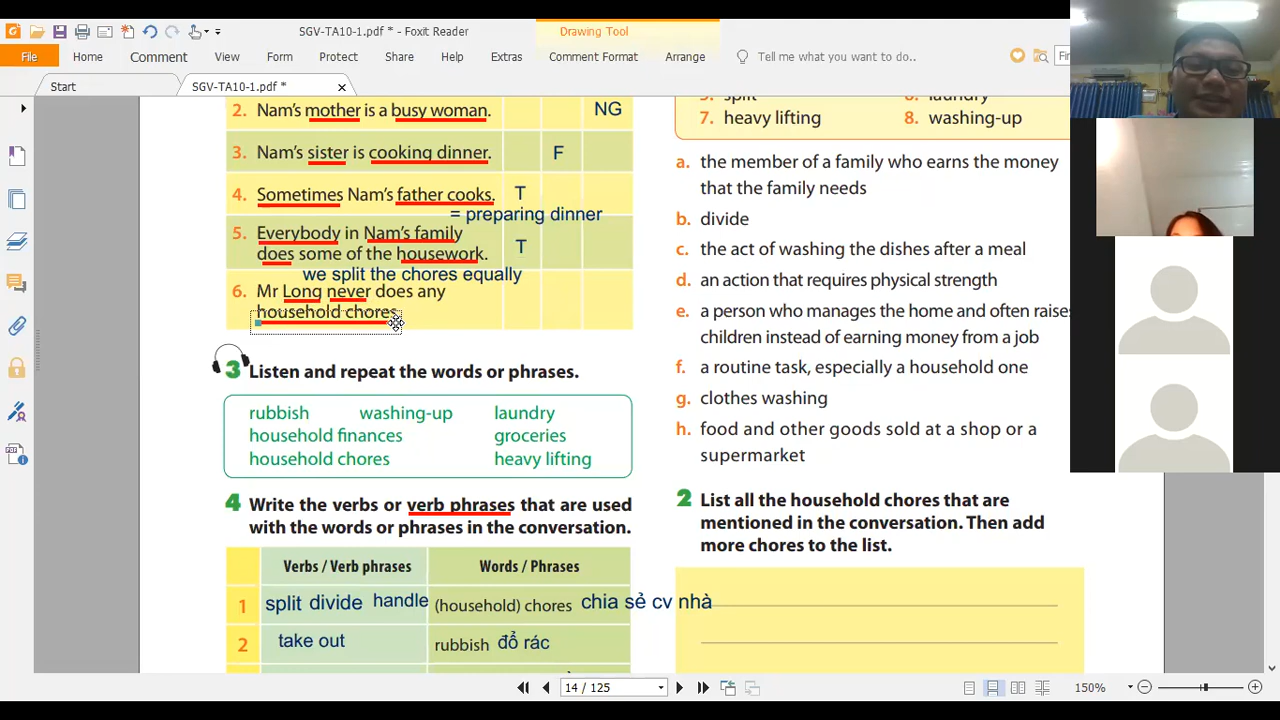 SGV-TA10-1.pdf * - Foxit Reader
Drawing Tool
File
Home
Comment
View
Form
Protect
Share
Help
Extras
Comment Format
Arrange
Tell me what you want to do..
Start
SGV-TA10-1.pdf *
2. Nam's mother is a busy woman. NG
3. Nam's sister is cooking dinner. F
4. Sometimes Nam's father cooks. T
= preparing dinner
5. Everybody in Nam's family
does some of the housework. T
we split the chores equally
6. Mr Long never does any
household chores.
3 Listen and repeat the words or phrases.
rubbish washing-up laundry
household finances groceries
household chores heavy lifting
4 Write the verbs or verb phrases that are used
with the words or phrases in the conversation.
Verbs / Verb phrases Words / Phrases
1 split divide handle (household) chores chia sẻ cv nhà
2 take out rubbish đổ rác
7. heavy lifting 8. washing-up
a. the member of a family who earns the money
that the family needs
b. divide
c. the act of washing the dishes after a meal
d. an action that requires physical strength
e. a person who manages the home and often raises
children instead of earning money from a job
f. a routine task, especially a household one
g. clothes washing
h. food and other goods sold at a shop or a
supermarket
2 List all the household chores that are
mentioned in the conversation. Then add
more chores to the list.
14 / 125
150%